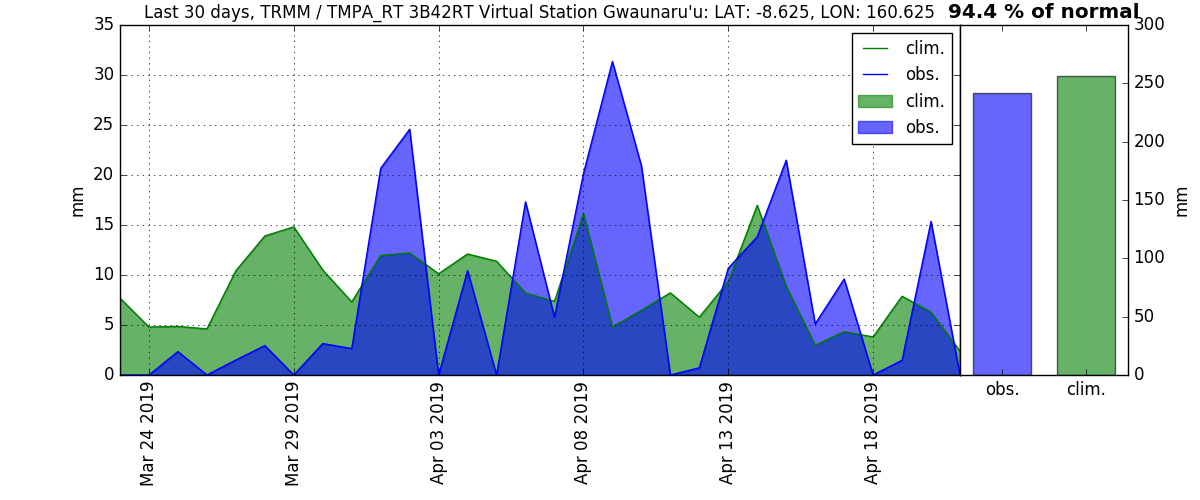 Last 30 days, TRMM / TMPA_RT 3B42RT Virtual Station Gwaunaru'u: LAT: -8.625, LON: 160.625
94.4 % of normal
35
30
25
20
15
10
5
0
mm
clim.
obs.
clim.
obs.
Mar 24 2019
Mar 29 2019
Apr 03 2019
Apr 08 2019
Apr 13 2019
Apr 18 2019
300
250
200
150
100
50
0
mm
obs.
clim.